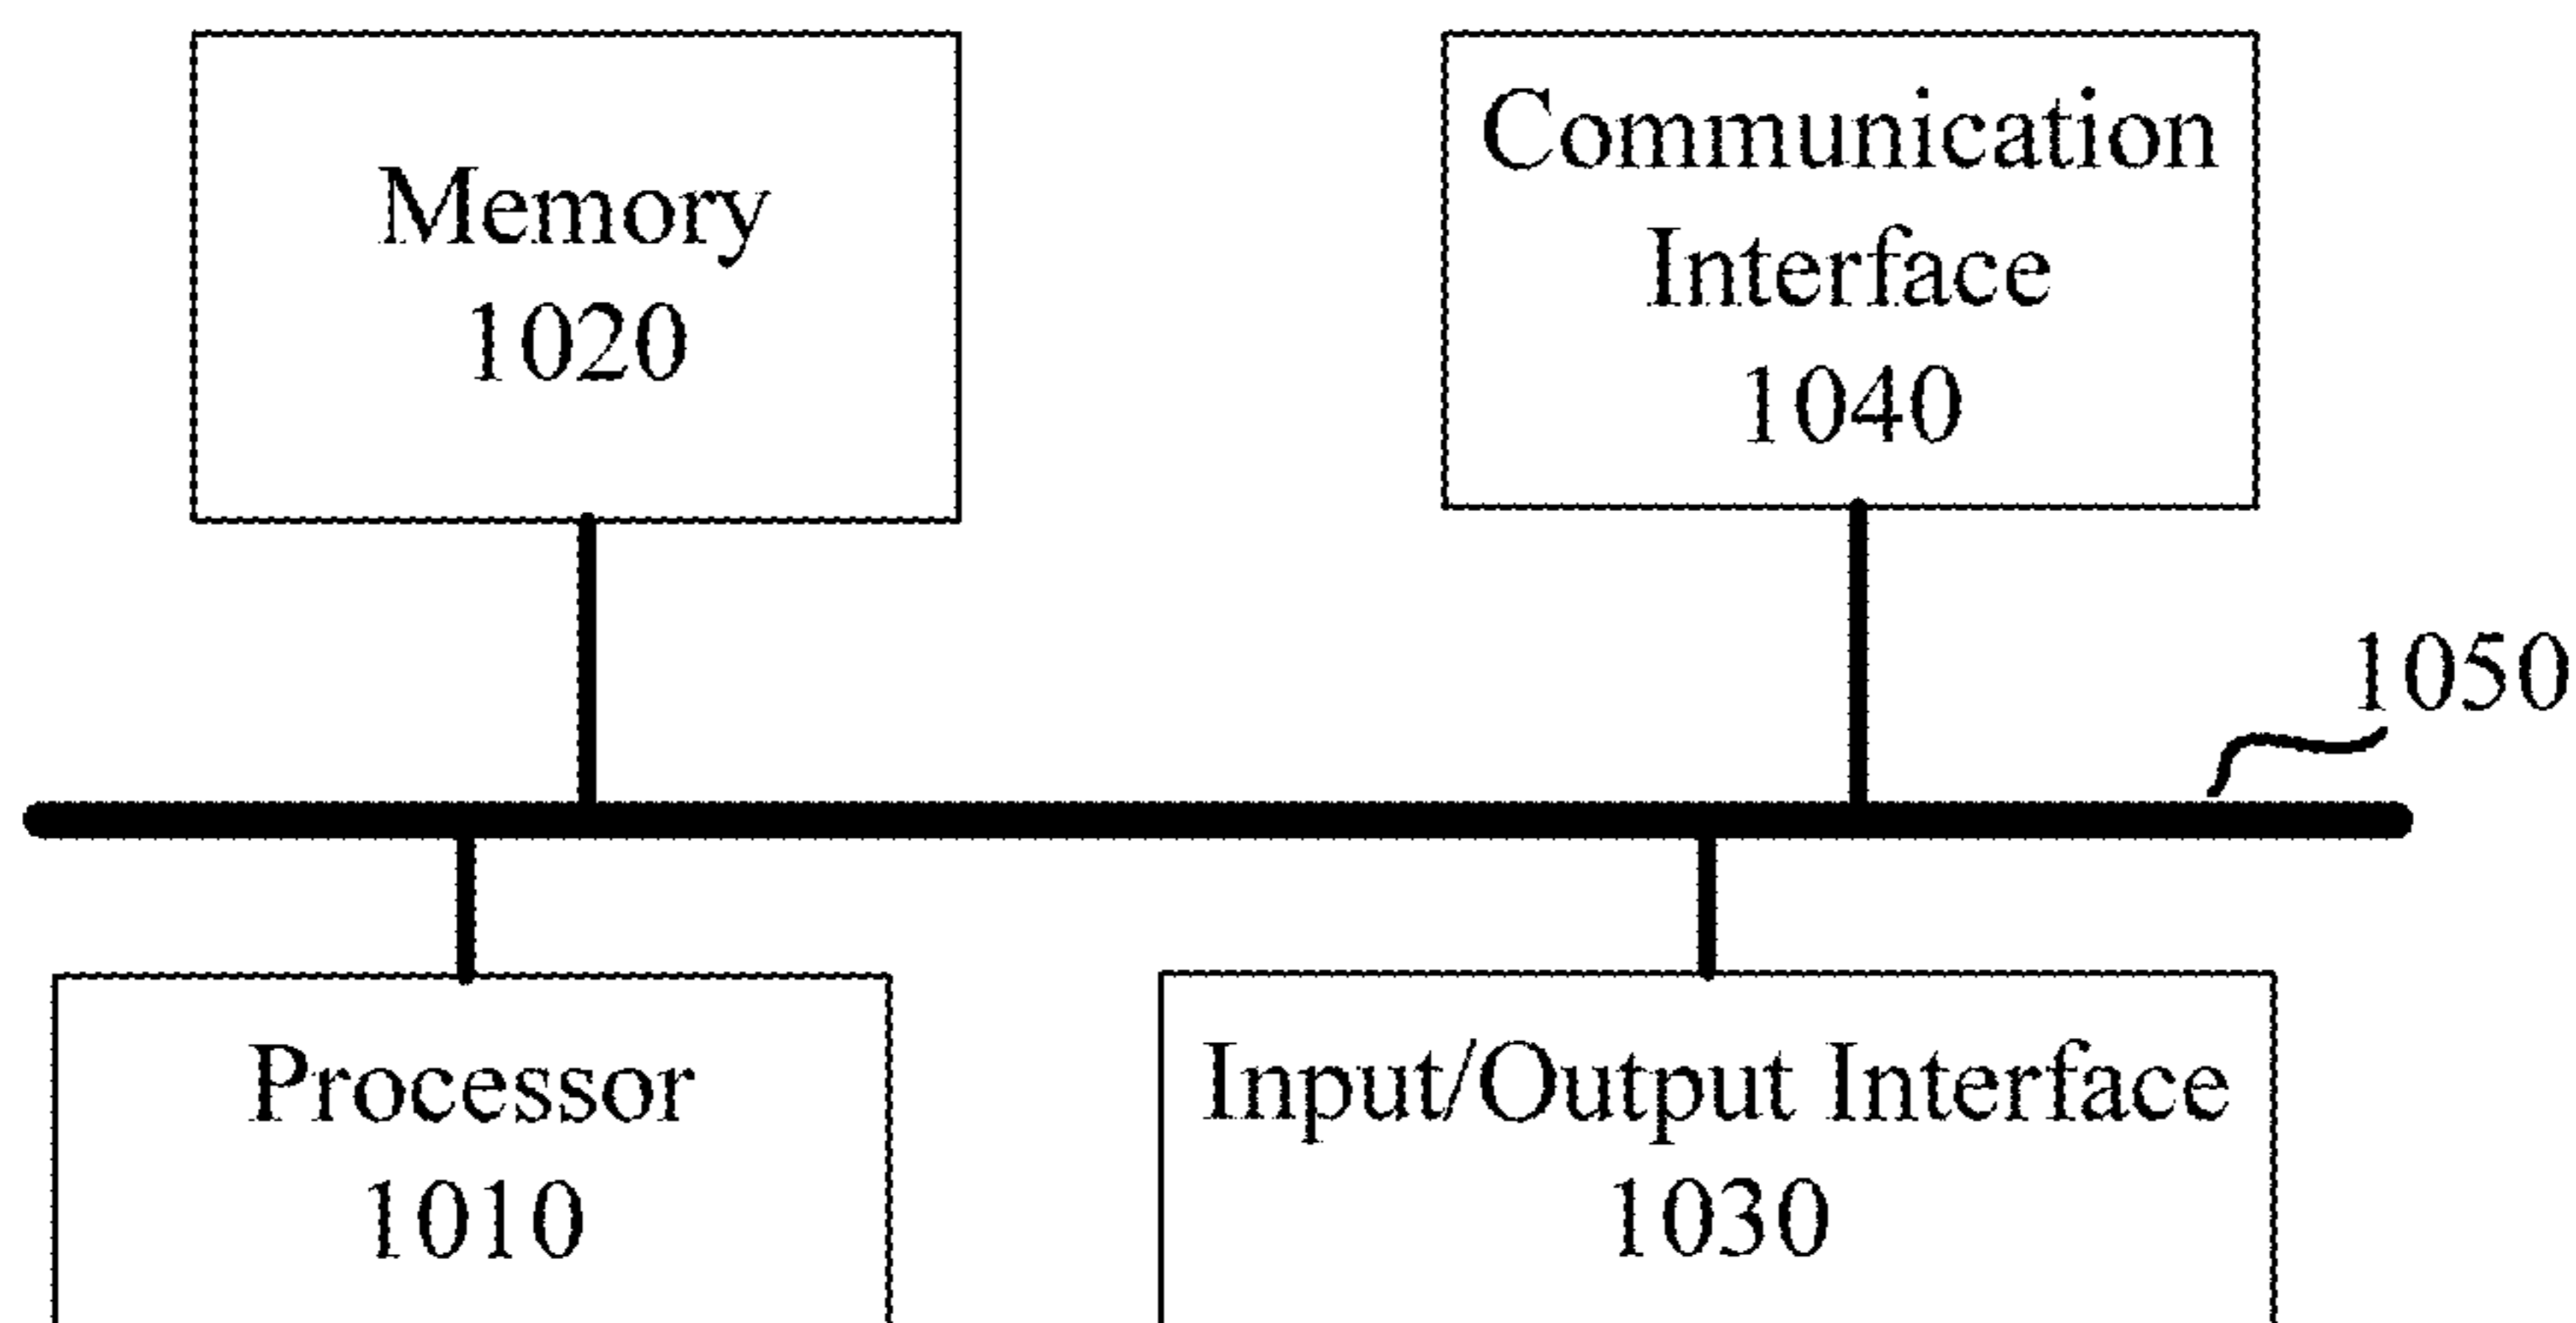 Memory
1020
Communication
Interface
1040
1050
Processor
1010
Input/Output Interface
1030